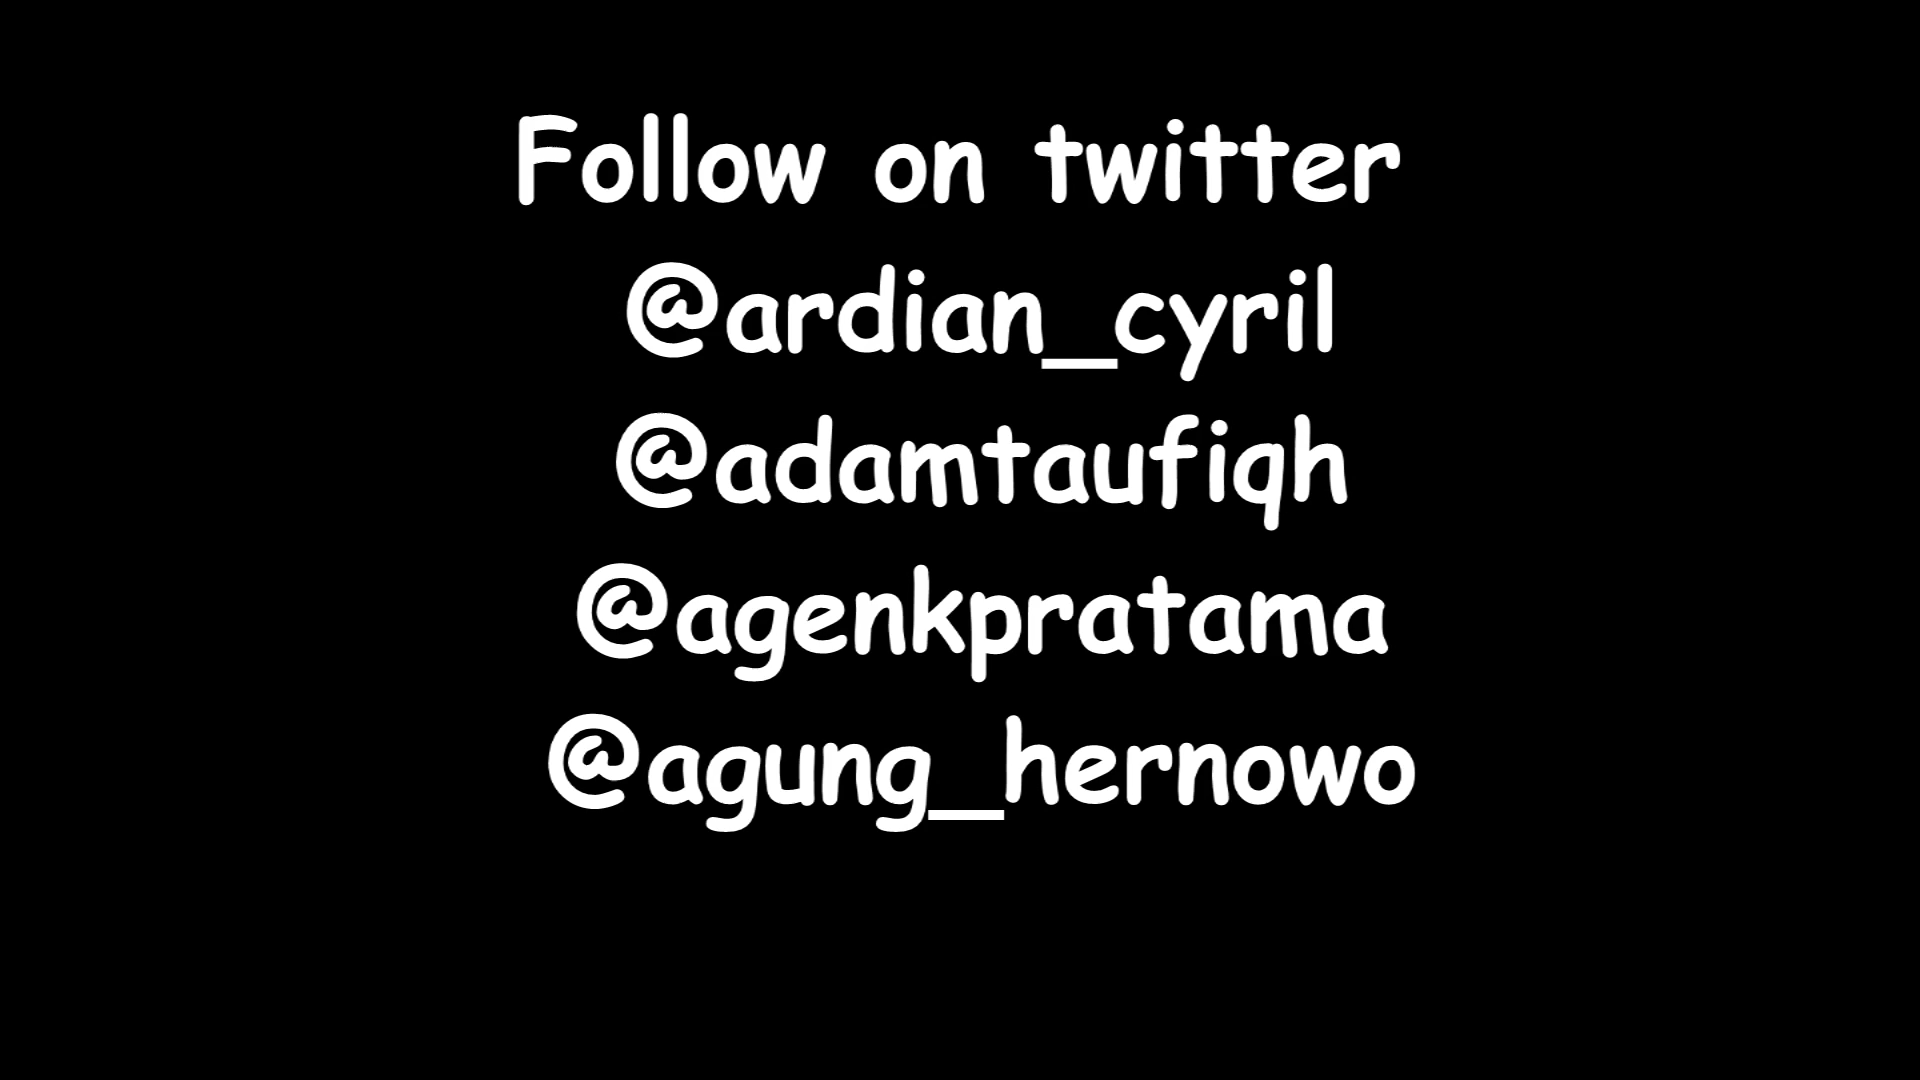 Follow on twitter
@ardian_cyril
@adamtaufiqh
@agenkpratama
@agung_hernowo